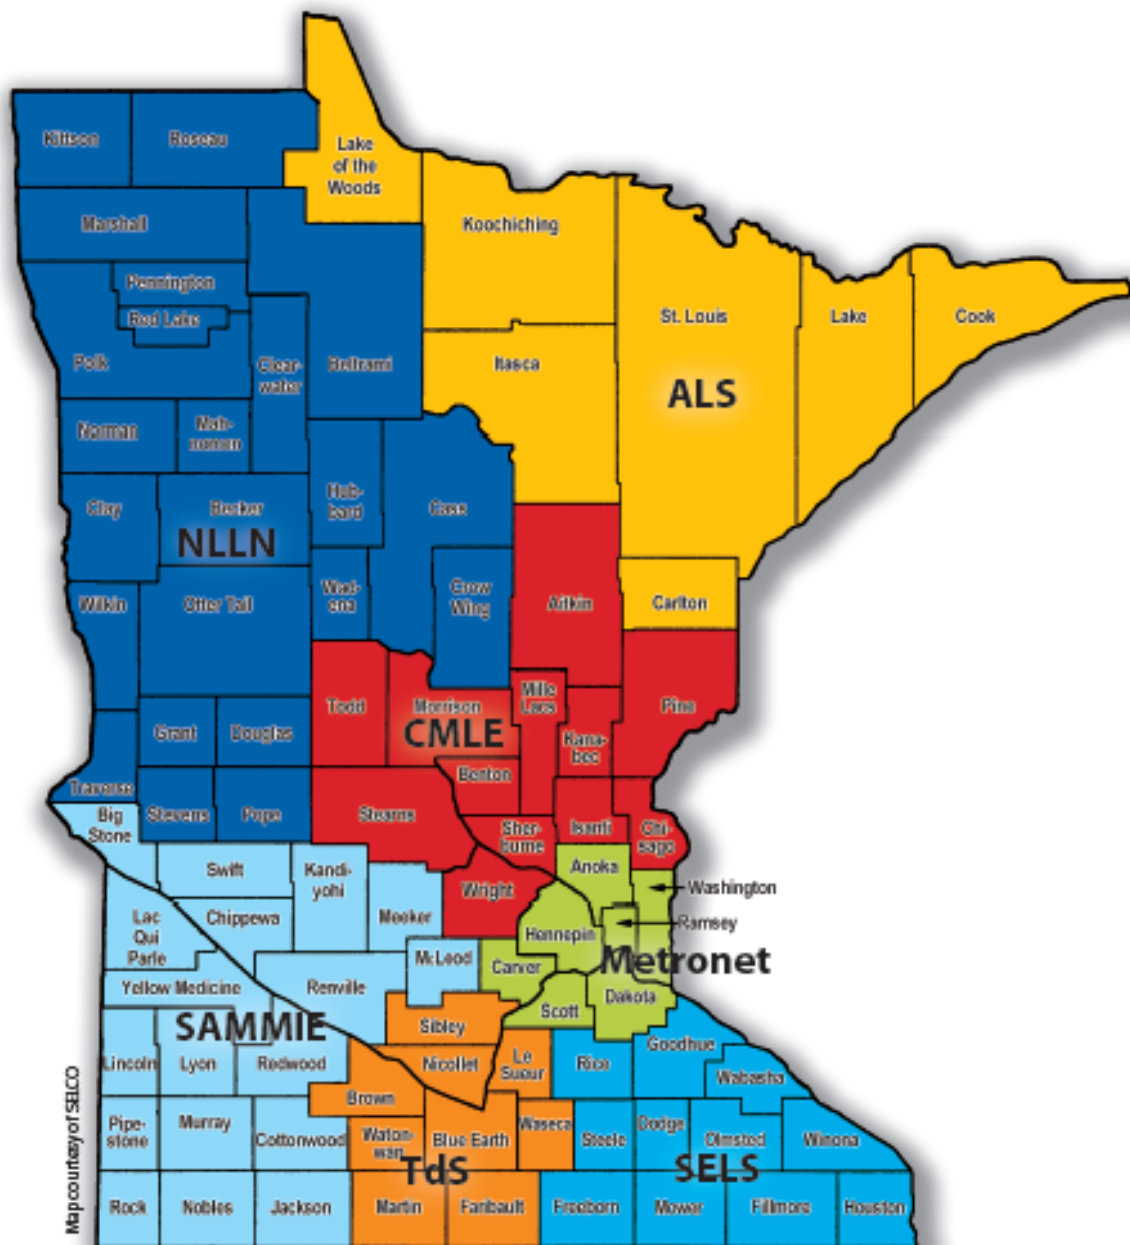 Kittson
Roseau
Lake
of the
Woods
Marshall
Koochiching
Pennington
Red Lake
St. Louis
Lake
Cook
Polk
Clear-
water
Beltrami
Itasca
ALS
Norman
Mah-
nomen
Clay
Becker
Hub-
bard
Cass
NLLN
Wilkin
Otter Tail
Wad-
ena
Crow
Wing
Aitkin
Carlton
Todd
Morrison
Mille
Lacs
Pine
CMLE
Grant
Douglas
Kana-
bec
Benton
Traverse
Big
Stone
Stevens
Pope
Stearns
Sher-
burne
Isanti
Chi-
sago
Swift
Kandi-
yohi
Anoka
Washington
Wright
Lac
Qui
Parle
Chippewa
Meeker
Ramsey
Hennepin
McLeod
Carver
Metronet
Yellow Medicine
Renville
Scott
Dakota
SAMMIE
Sibley
Lincoln
Lyon
Redwood
Nicollet
Le
Sueur
Rice
Goodhue
Wabasha
Brown
Pipe-
stone
Murray
Cottonwood
Waton-
wan
Blue Earth
Waseca
Steele
Dodge
Olmsted
Winona
TdS
SELS
Rock
Nobles
Jackson
Martin
Faribault
Freeborn
Mower
Fillmore
Houston
Map courtesy of SELCO